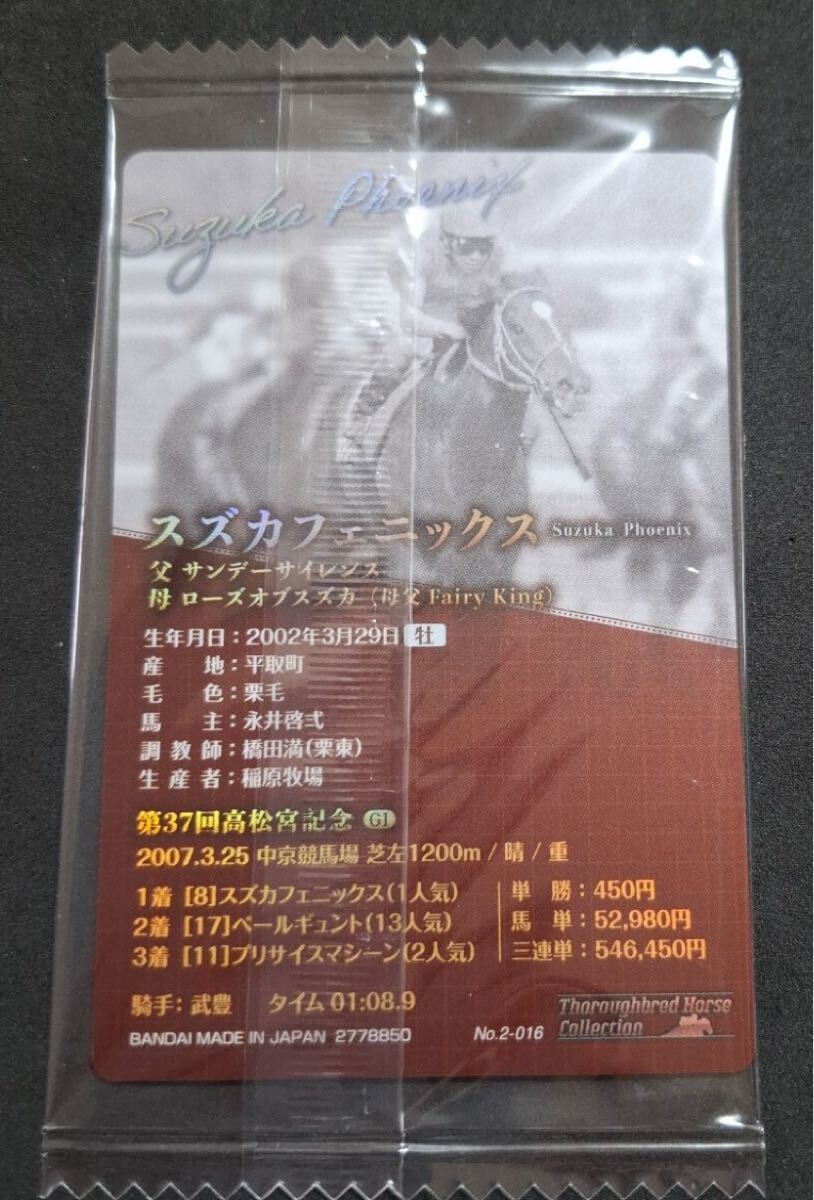 Suzuka Phoenix
スズカフェニックス Suzuka Phoenix
父 サンデーサイレンス
母 ローズオブスズカ（母父 Fairy King）
生年月日：2002年3月29日 牡
産 地：平取町
毛 色：栗毛
馬 主：永井啓弍
調教師：橋田満(栗東)
生産者：稲原牧場
第37回高松宮記念 GI
2007.3.25 中京競馬場 芝左1200m / 晴 / 重
1着 [8]スズカフェニックス(1人気) 単 勝：450円
2着 [17]ペールギュント(13人気) 馬 単：52,980円
3着 [11]プリサイスマシーン(2人気) 三連単：546,450円
騎手：武豊 タイム 01:08.9
BANDAI MADE IN JAPAN 2778850 No.2-016 Thoroughbred Horse Collection